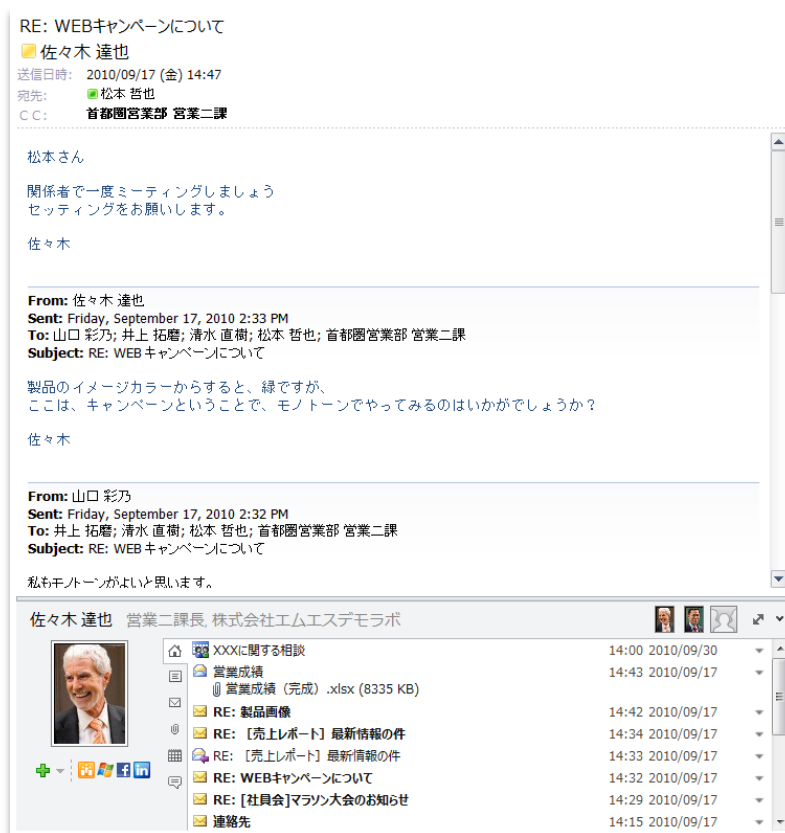 RE: WEBキャンペーンについて
佐々木 達也
送信日時: 2010/09/17 (金) 14:47
宛先: 松本 哲也
CC: 首都圏営業部 営業二課
松本さん
関係者で一度ミーティングしましょう
セッティングをお願いします。
佐々木
From: 佐々木 達也
Sent: Friday, September 17, 2010 2:33 PM
To: 山口 彩乃; 井上 拓磨; 清水 直樹; 松本 哲也; 首都圏営業部 営業二課
Subject: RE: WEBキャンペーンについて
製品のイメージカラーからすると、緑ですが、
ここは、キャンペーンということで、モノトーンでやってみるのはいかがでしょうか？
佐々木
From: 山口 彩乃
Sent: Friday, September 17, 2010 2:32 PM
To: 井上 拓磨; 清水 直樹; 松本 哲也; 首都圏営業部 営業二課
Subject: RE: WEBキャンペーンについて
私もモノトーンがよいと思います。
佐々木 達也 営業二課長, 株式会社エムエスデモラボ
XXXに関する相談 14:00 2010/09/30
営業成績 14:43 2010/09/17
営業成績（完成）.xlsx (8335 KB)
RE: 製品画像 14:42 2010/09/17
RE: ［売上レポート］最新情報の件 14:34 2010/09/17
RE: ［売上レポート］最新情報の件 14:33 2010/09/17
RE: WEBキャンペーンについて 14:32 2010/09/17
RE: [社員会]マラソン大会のお知らせ 14:29 2010/09/17
連絡先 14:15 2010/09/17